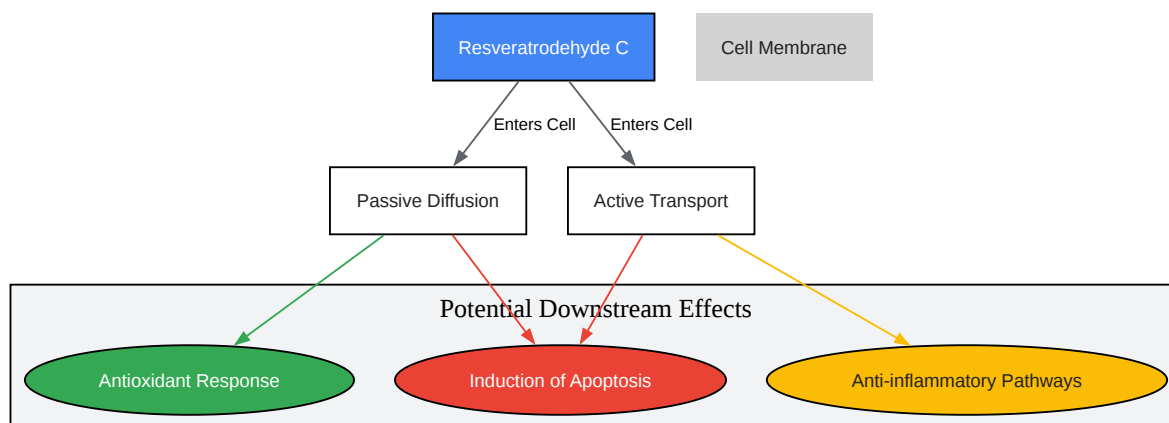 Resveratrodehyde C
Cell Membrane
Enters Cell
Enters Cell
Passive Diffusion
Active Transport
Potential Downstream Effects
Antioxidant Response
Induction of Apoptosis
Anti-inflammatory Pathways